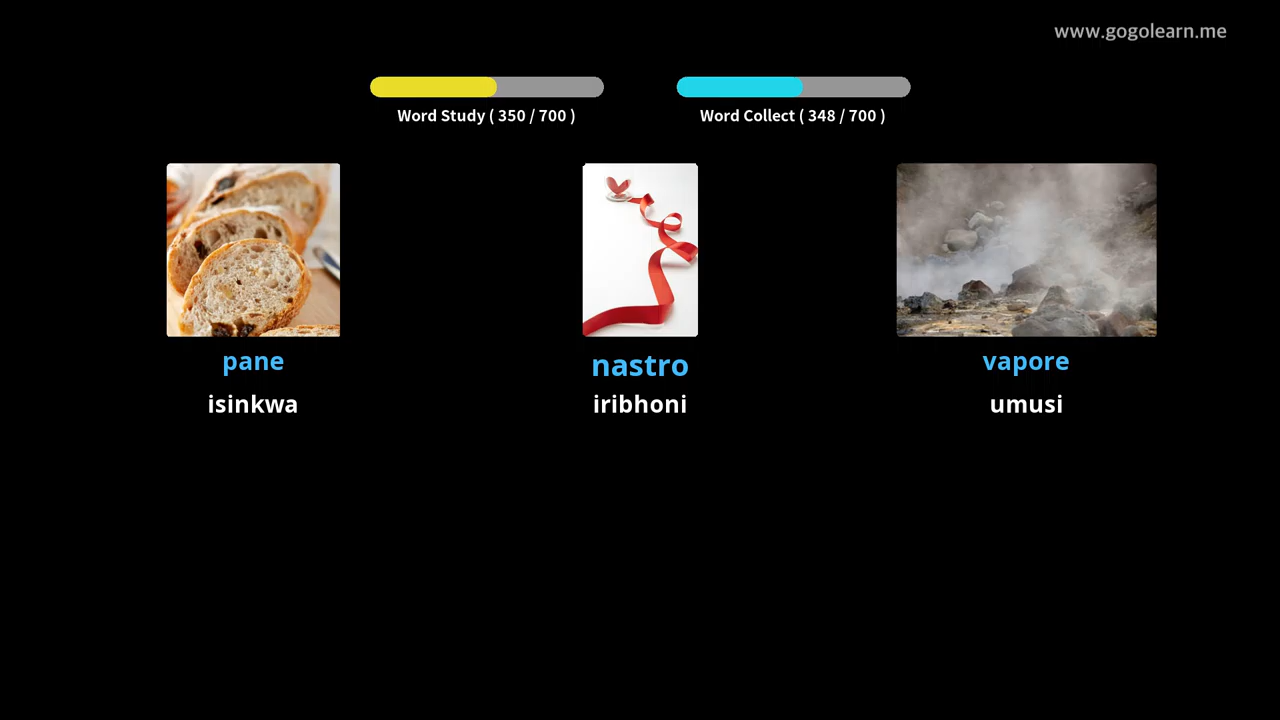 www.gogolearn.me
Word Study ( 350 / 700 )
Word Collect ( 348 / 700 )
pane
nastro
vapore
isinkwa
iribhoni
umusi